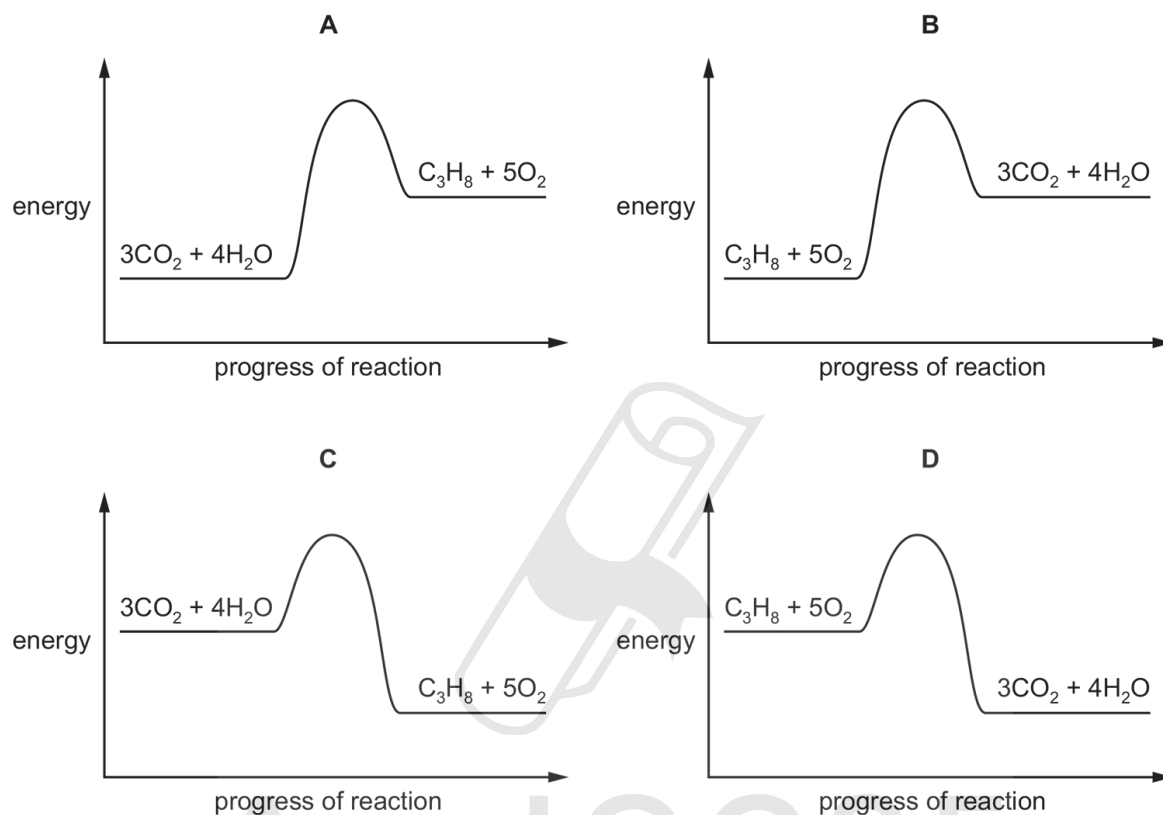 A
energy
3CO₂ + 4H₂O
C₃H₈ + 5O₂
progress of reaction
B
energy
C₃H₈ + 5O₂
3CO₂ + 4H₂O
progress of reaction
C
energy
3CO₂ + 4H₂O
C₃H₈ + 5O₂
progress of reaction
D
energy
C₃H₈ + 5O₂
3CO₂ + 4H₂O
progress of reaction